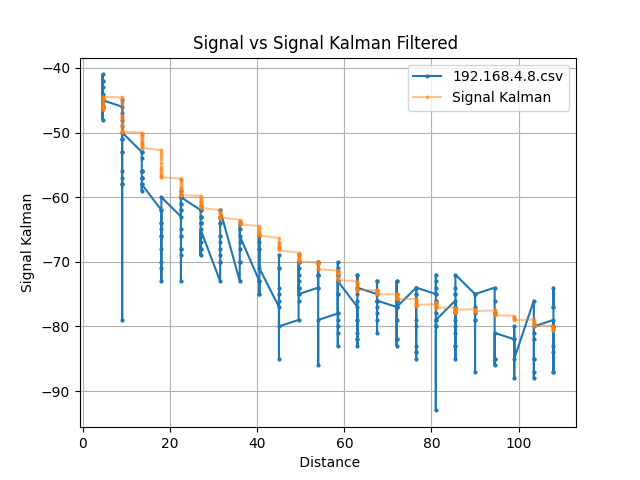 Signal vs Signal Kalman Filtered
192.168.4.8.csv
Signal Kalman
Signal Kalman
−40
−50
−60
−70
−80
−90
0 20 40 60 80 100
Distance